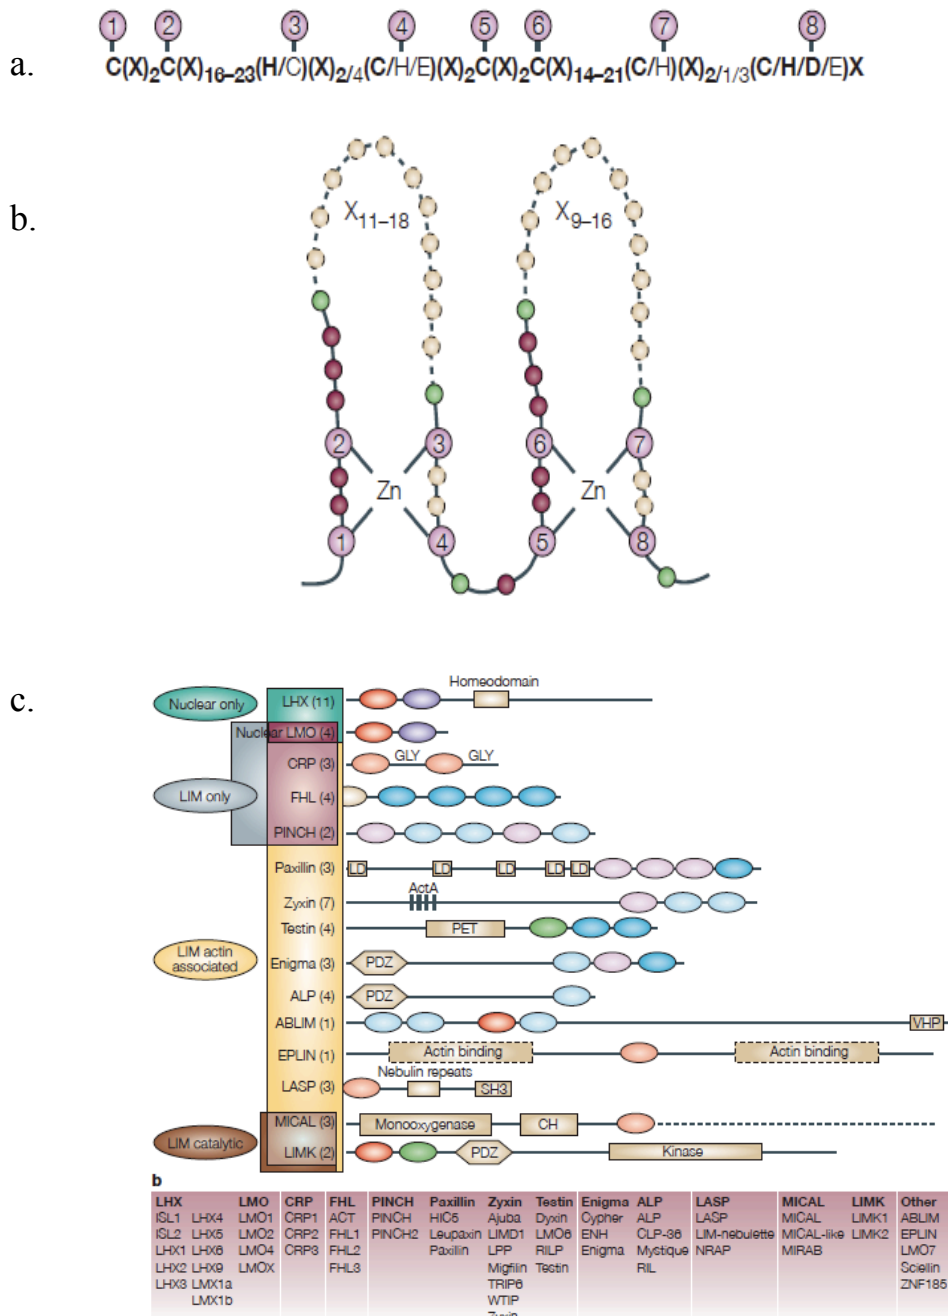 1 2 3 4 5 6 7 8
a. C(X)2C(X)16–23(H/C)(X)2/4(C/H/E)(X)2C(X)2C(X)14–21(C/H)(X)2/1/3(C/H/D/E)X
b.
X11–18 X9–16
2 3 6 7
Zn Zn
1 4 5 8
c.
Homeodomain
Nuclear only LHX (11)
Nuclear LMO (4)
CRP (3) GLY GLY
LIM only FHL (4)
PINCH (2)
Paxillin (3) LD LD LD LD LD
ActA
Zyxin (7)
Testin (4) PET
LIM actin
associated
Enigma (3) PDZ
ALP (4) PDZ
ABLIM (1) VHP
EPLIN (1) Actin binding Actin binding
Nebulin repeats
LASP (3) SH3
MICAL (3) Monooxygenase CH
LIM catalytic
LIMK (2) PDZ Kinase
b
LHX LMO CRP FHL PINCH Paxillin Zyxin Testin Enigma ALP LASP MICAL LIMK Other
ISL1 LHX4 LMO1 CRP1 ACT PINCH HIC5 Ajuba Dyxin Cypher ALP LASP MICAL LIMK1 ABLIM
ISL2 LHX5 LMO2 CRP2 FHL1 PINCH2 Leupaxin LIMD1 LMO6 ENH CLP-36 LIM-nebulette MICAL-like LIMK2 EPLIN
LHX1 LHX6 LMO4 CRP3 FHL2 Paxillin LPP RILP Enigma Mystique NRAP MIRAB LMO7
LHX2 LHX9 LMOX FHL3 Migfilin Testin RIL Sciellin
LHX3 LMX1a TRIP6 ZNF185
LMX1b WTIP
Zyxin